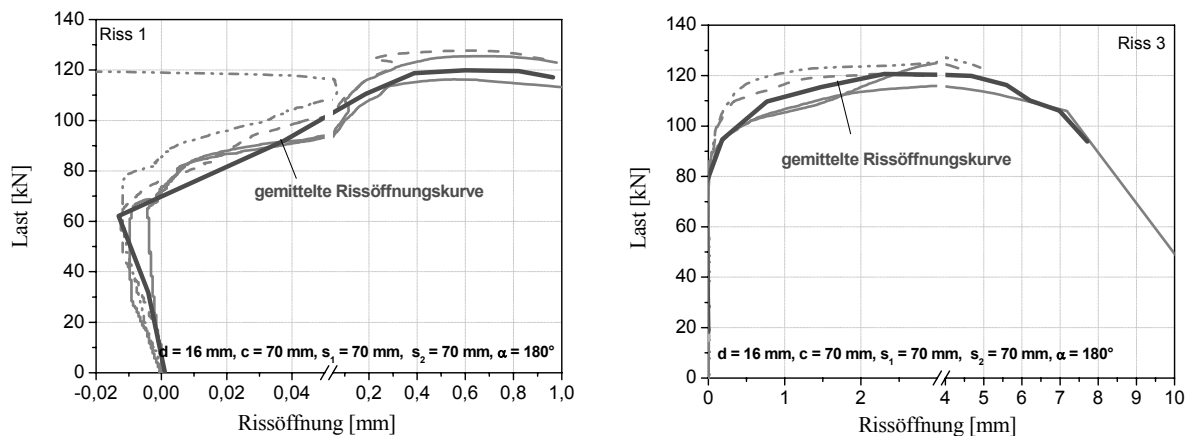 Riss 1
Last [kN]
140
120
100
80
60
40
20
0
gemittelte Rissöffnungskurve
d = 16 mm, c = 70 mm, s1 = 70 mm, s2 = 70 mm, α = 180°
-0,02 0,00 0,02 0,04 0,2 0,4 0,6 0,8 1,0
Rissöffnung [mm]
Riss 3
Last [kN]
140
120
100
80
60
40
20
0
gemittelte Rissöffnungskurve
d = 16 mm, c = 70 mm, s1 = 70 mm, s2 = 70 mm, α = 180°
0 1 2 4 5 6 7 8 9 10
Rissöffnung [mm]